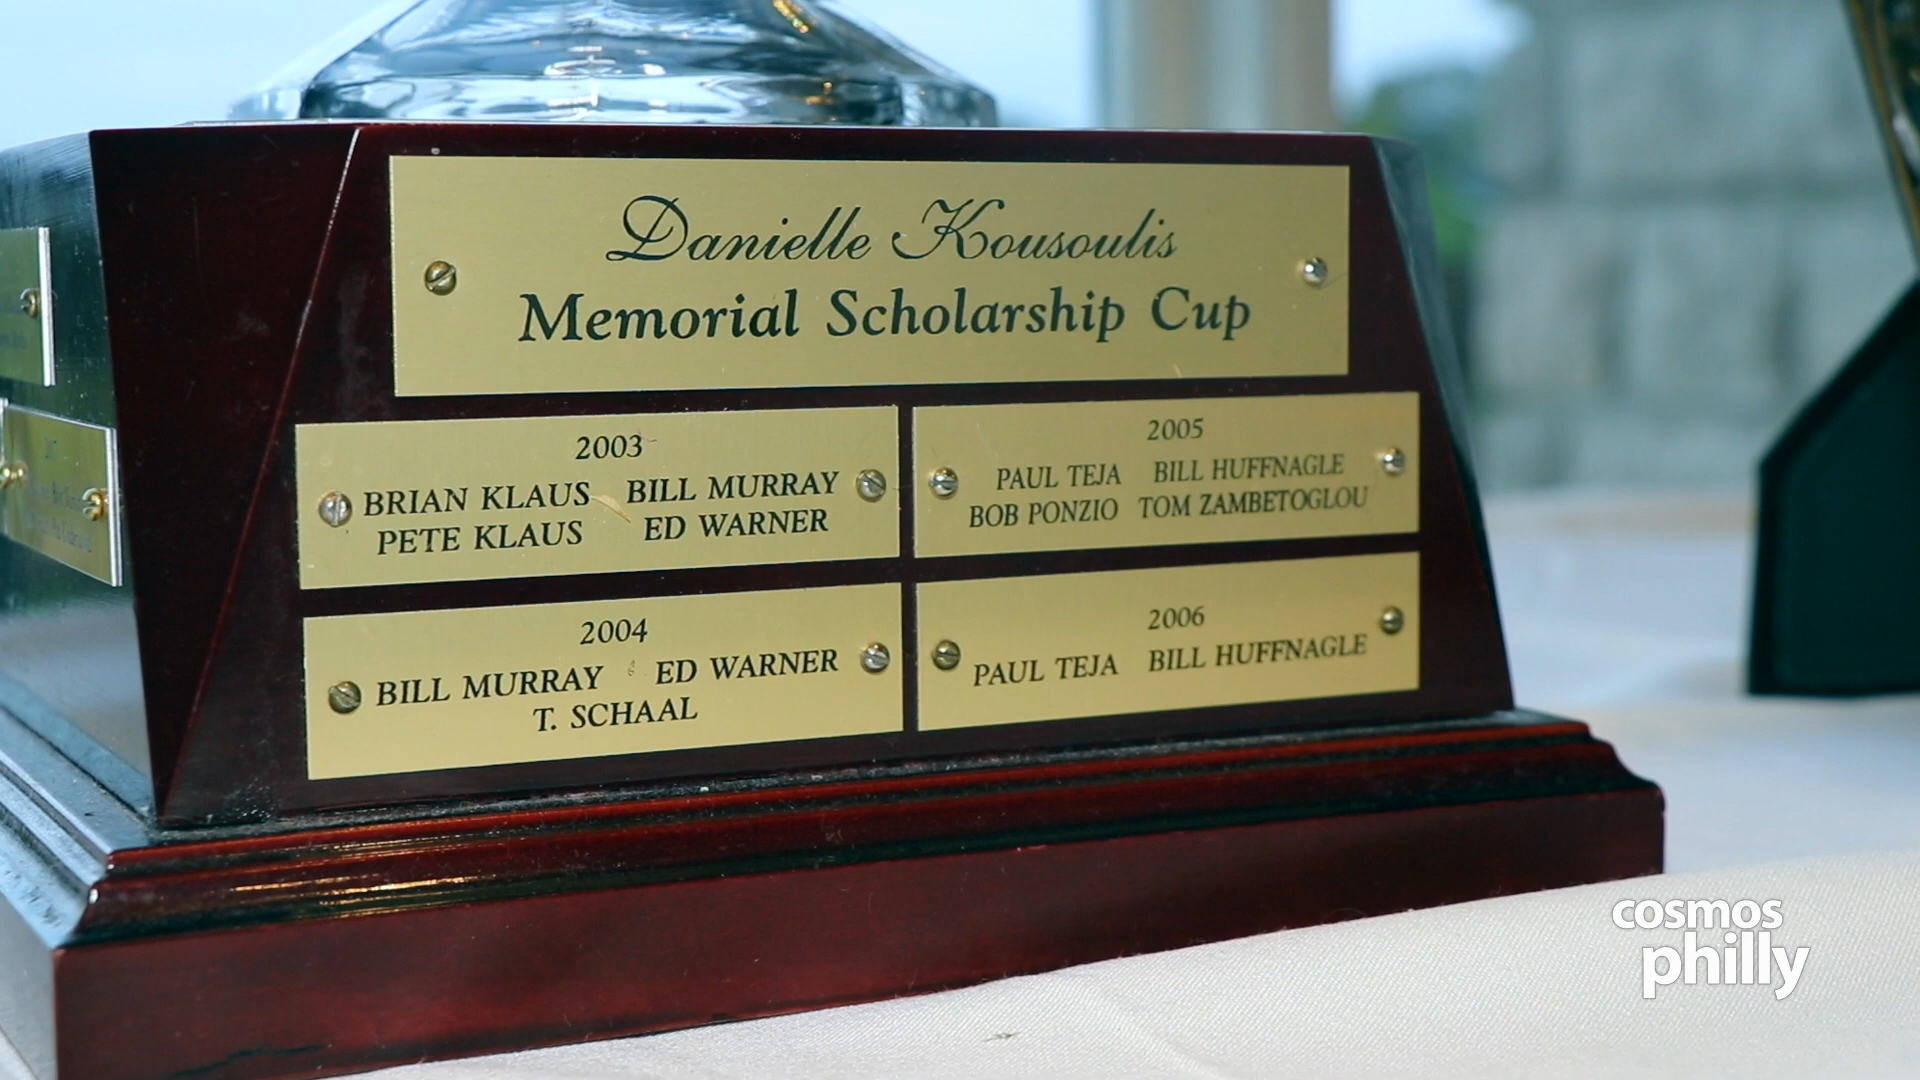 Danielle Kousoulis
Memorial Scholarship Cup
2003
BRIAN KLAUS BILL MURRAY
PETE KLAUS ED WARNER
2005
PAUL TEJA BILL HUFFNAGLE
BOB PONZIO TOM ZAMBETOGLOU
2004
BILL MURRAY ED WARNER
T. SCHAAL
2006
PAUL TEJA BILL HUFFNAGLE
cosmos
philly